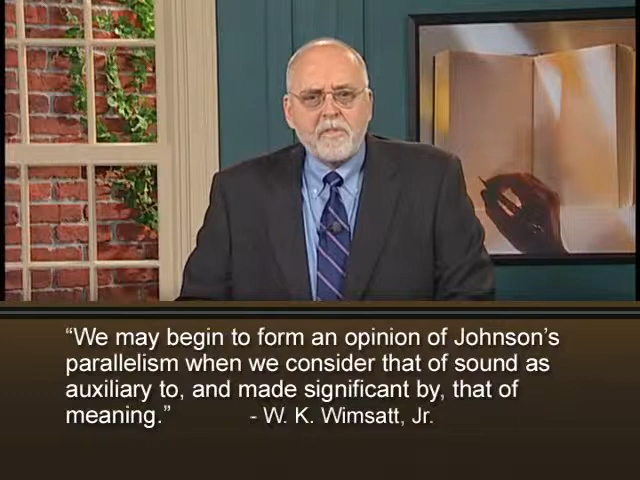 “We may begin to form an opinion of Johnson’s
parallelism when we consider that of sound as
auxiliary to, and made significant by, that of
meaning.” - W. K. Wimsatt, Jr.